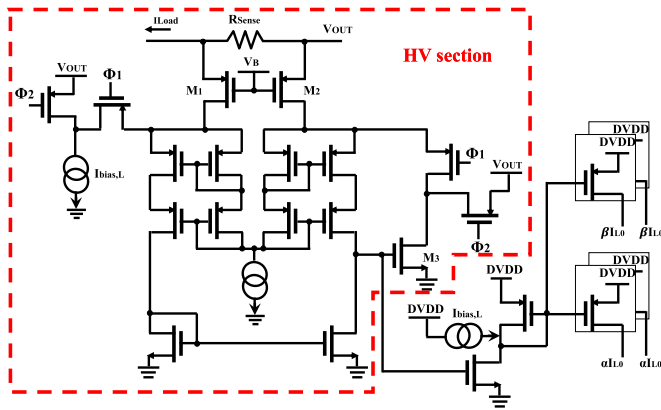 ILoad
RSense
VOUT
HV section
VB
M1
M2
VOUT
Φ1
Φ2
Ibias,L
Φ1
VOUT
Φ2
M3
DVDD
DVDD
βIL0
βIL0
DVDD
DVDD
Ibias,L
DVDD
DVDD
αIL0
αIL0